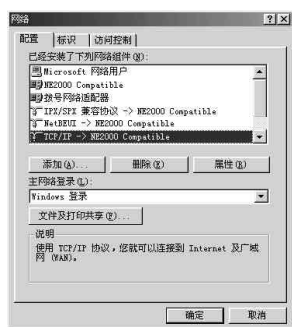 网络
配置 标识 访问控制
已经安装了下列网络组件(N):
Microsoft 网络用户
NE2000 Compatible
拨号网络适配器
IPX/SPX 兼容协议 -> NE2000 Compatible
NetBEUI -> NE2000 Compatible
TCP/IP -> NE2000 Compatible
添加(A)... 删除(E) 属性(R)
主网络登录(L):
Windows 登录
文件及打印共享(F)...
说明
使用 TCP/IP 协议，您就可以连接到 Internet 及广域
网 (WAN)。
确定 取消